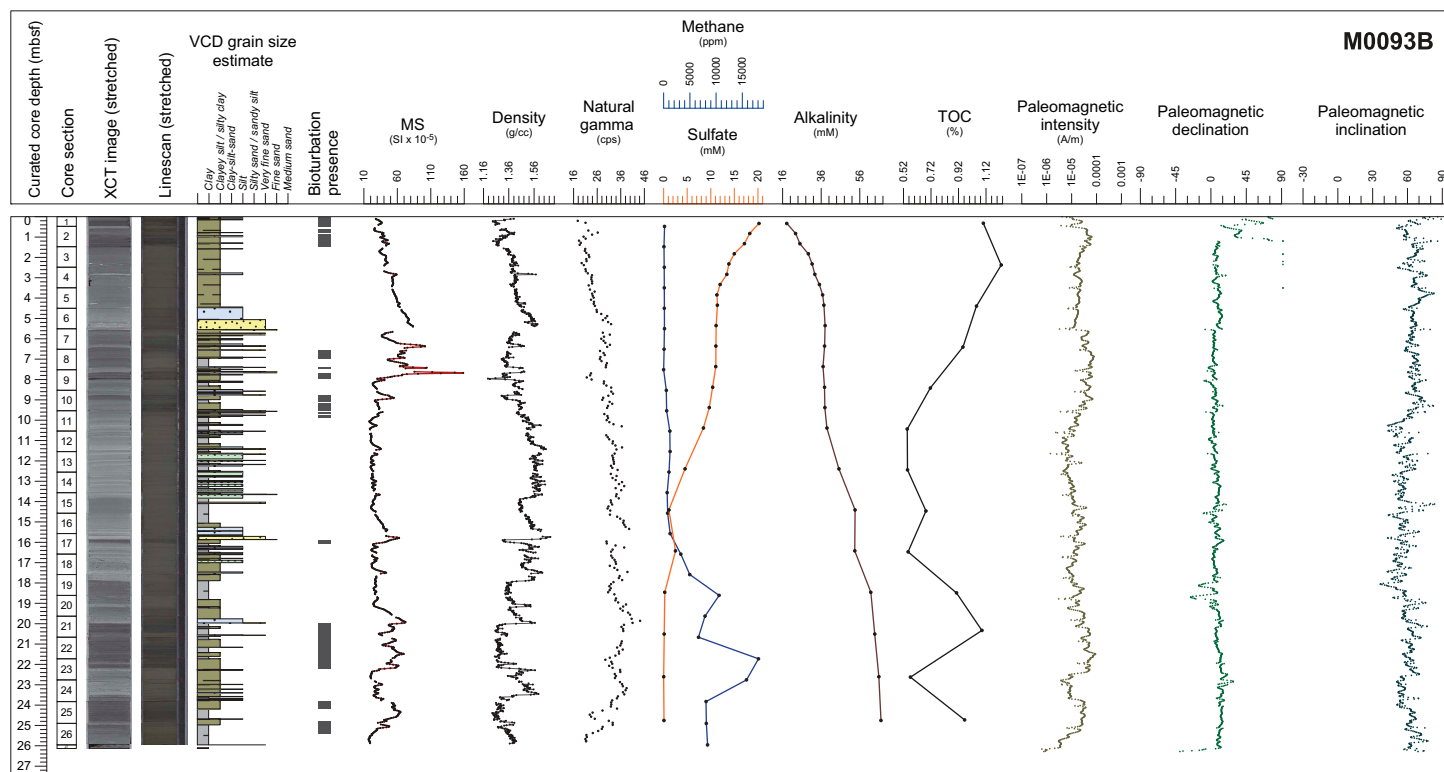 M0093B
Curated core depth (mbsf)
Core section
XCT image (stretched)
Linescan (stretched)
VCD grain size
estimate
Clay
Clayey silt / silty clay
Clay-silt-sand
Silt
Silty sand / sandy silt
Very fine sand
Fine sand
Medium sand
Bioturbation
presence
MS
(SI x 10-5)
10 60 110 160
Density
(g/cc)
1.16 1.36 1.56
Natural
gamma
(cps)
16 26 36 46
Methane
(ppm)
0 5000 10000 15000
Sulfate
(mM)
0 5 10 15 20
Alkalinity
(mM)
16 36 56
TOC
(%)
0.52 0.72 0.92 1.12
Paleomagnetic
intensity
(A/m)
1E-07 1E-06 1E-05 0.0001 0.001
Paleomagnetic
declination
-90 -45 0 45 90
Paleomagnetic
inclination
-30 0 30 60 90
0
1
2
3
4
5
6
7
8
9
10
11
12
13
14
15
16
17
18
19
20
21
22
23
24
25
26
27
1
2
3
4
5
6
7
8
9
10
11
12
13
14
15
16
17
18
19
20
21
22
23
24
25
26